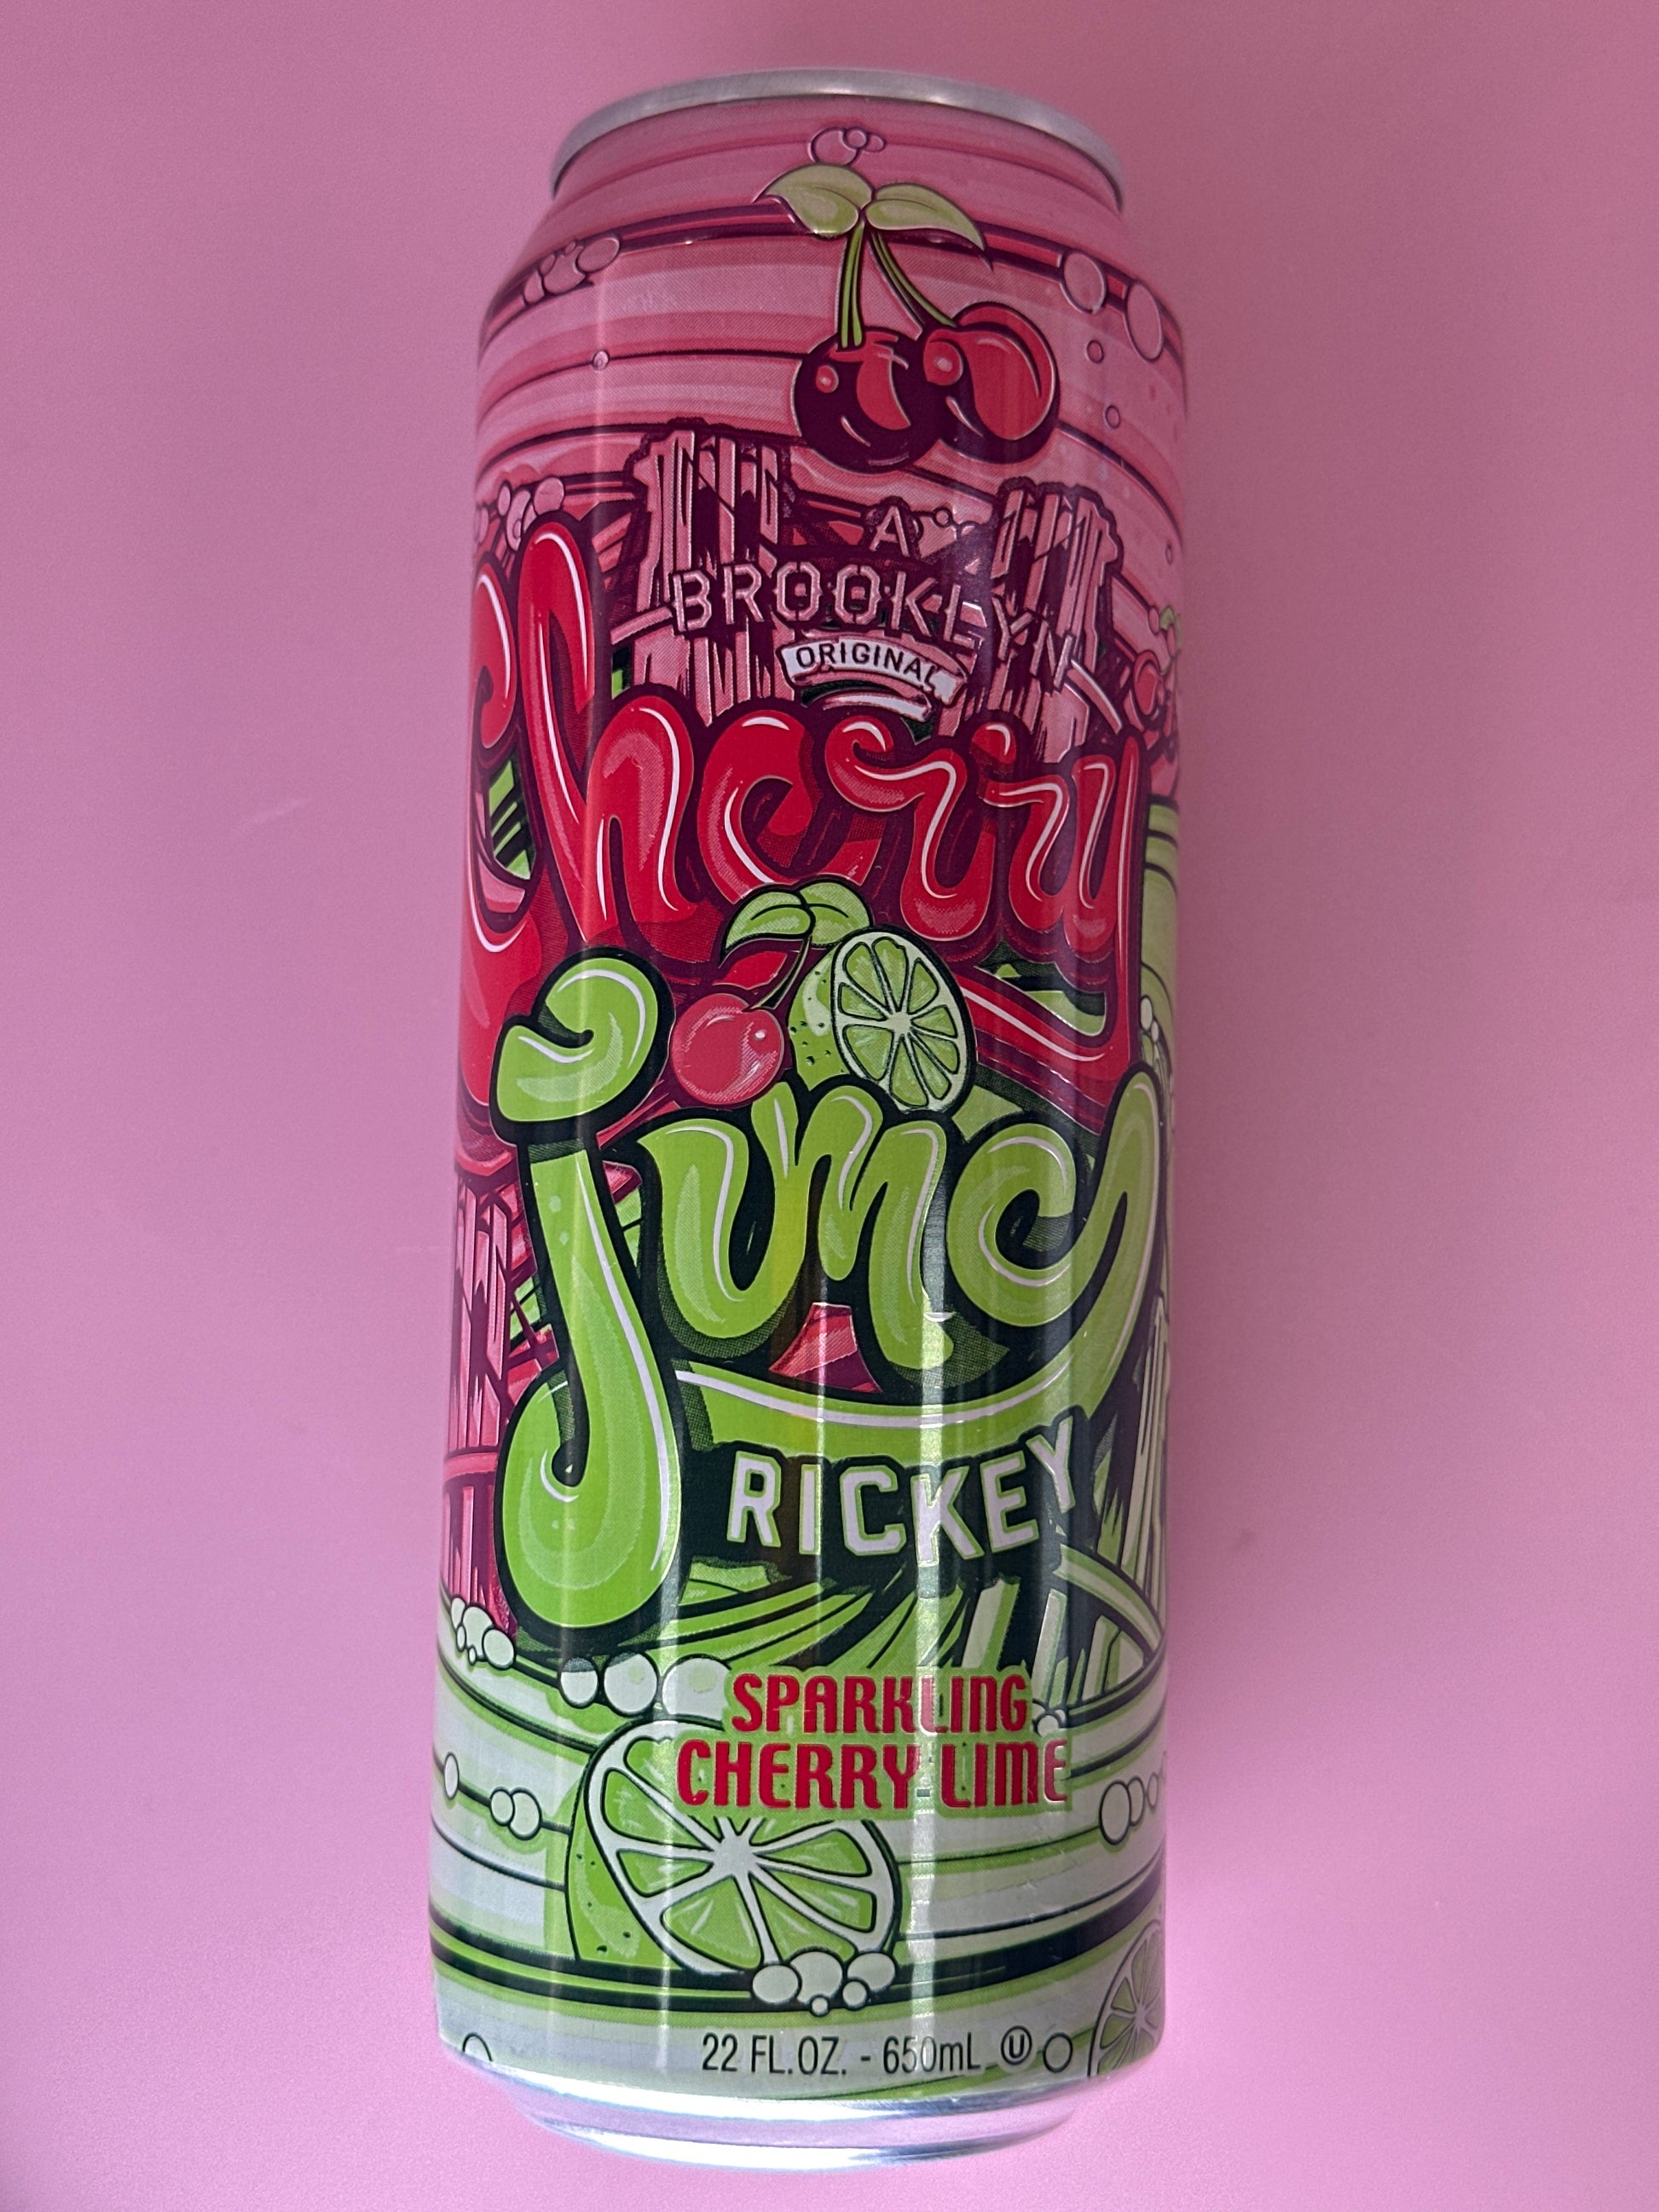 A
BROOKLYN
ORIGINAL
Cherry
Lime
RICKEY
SPARKLING
CHERRY-LIME
22 FL.OZ. - 650mL U